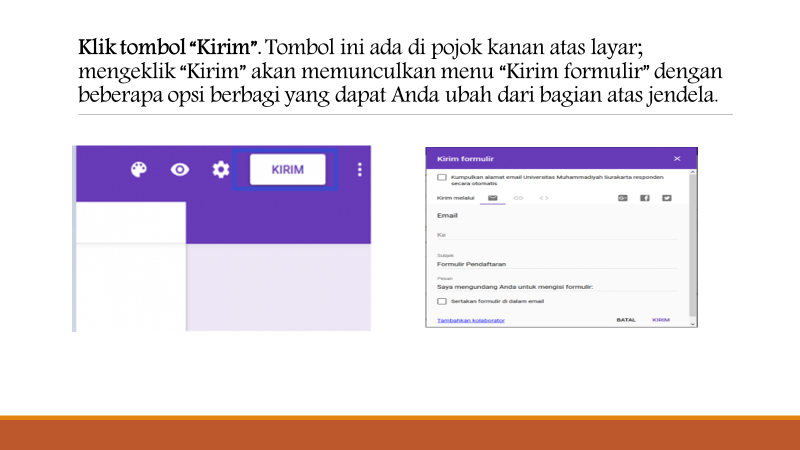 Klik tombol “Kirim”. Tombol ini ada di pojok kanan atas layar;
mengeklik “Kirim” akan memunculkan menu “Kirim formulir” dengan
beberapa opsi berbagi yang dapat Anda ubah dari bagian atas jendela.
KIRIM
Kirim formulir
Kumpulkan alamat email Universitas Muhammadiyah Surakarta responden
secara otomatis
Kirim melalui
Email
Ke
Subjek
Formulir Pendaftaran
Pesan
Saya mengundang Anda untuk mengisi formulir:
Sertakan formulir di dalam email
Tambahkan kolaborator
BATAL KIRIM